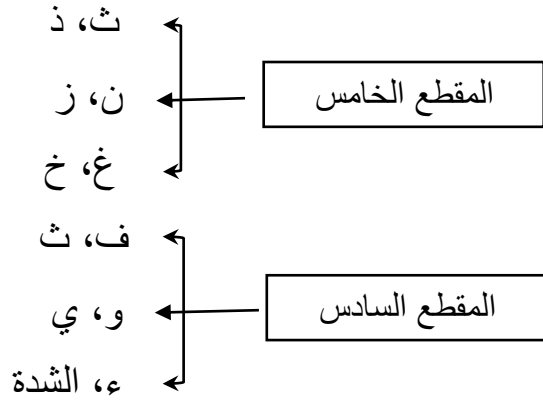 ث، ذ
المقطع الخامس
ن، ز
غ، خ
ف، ث
المقطع السادس
و، ي
ء، الشدة